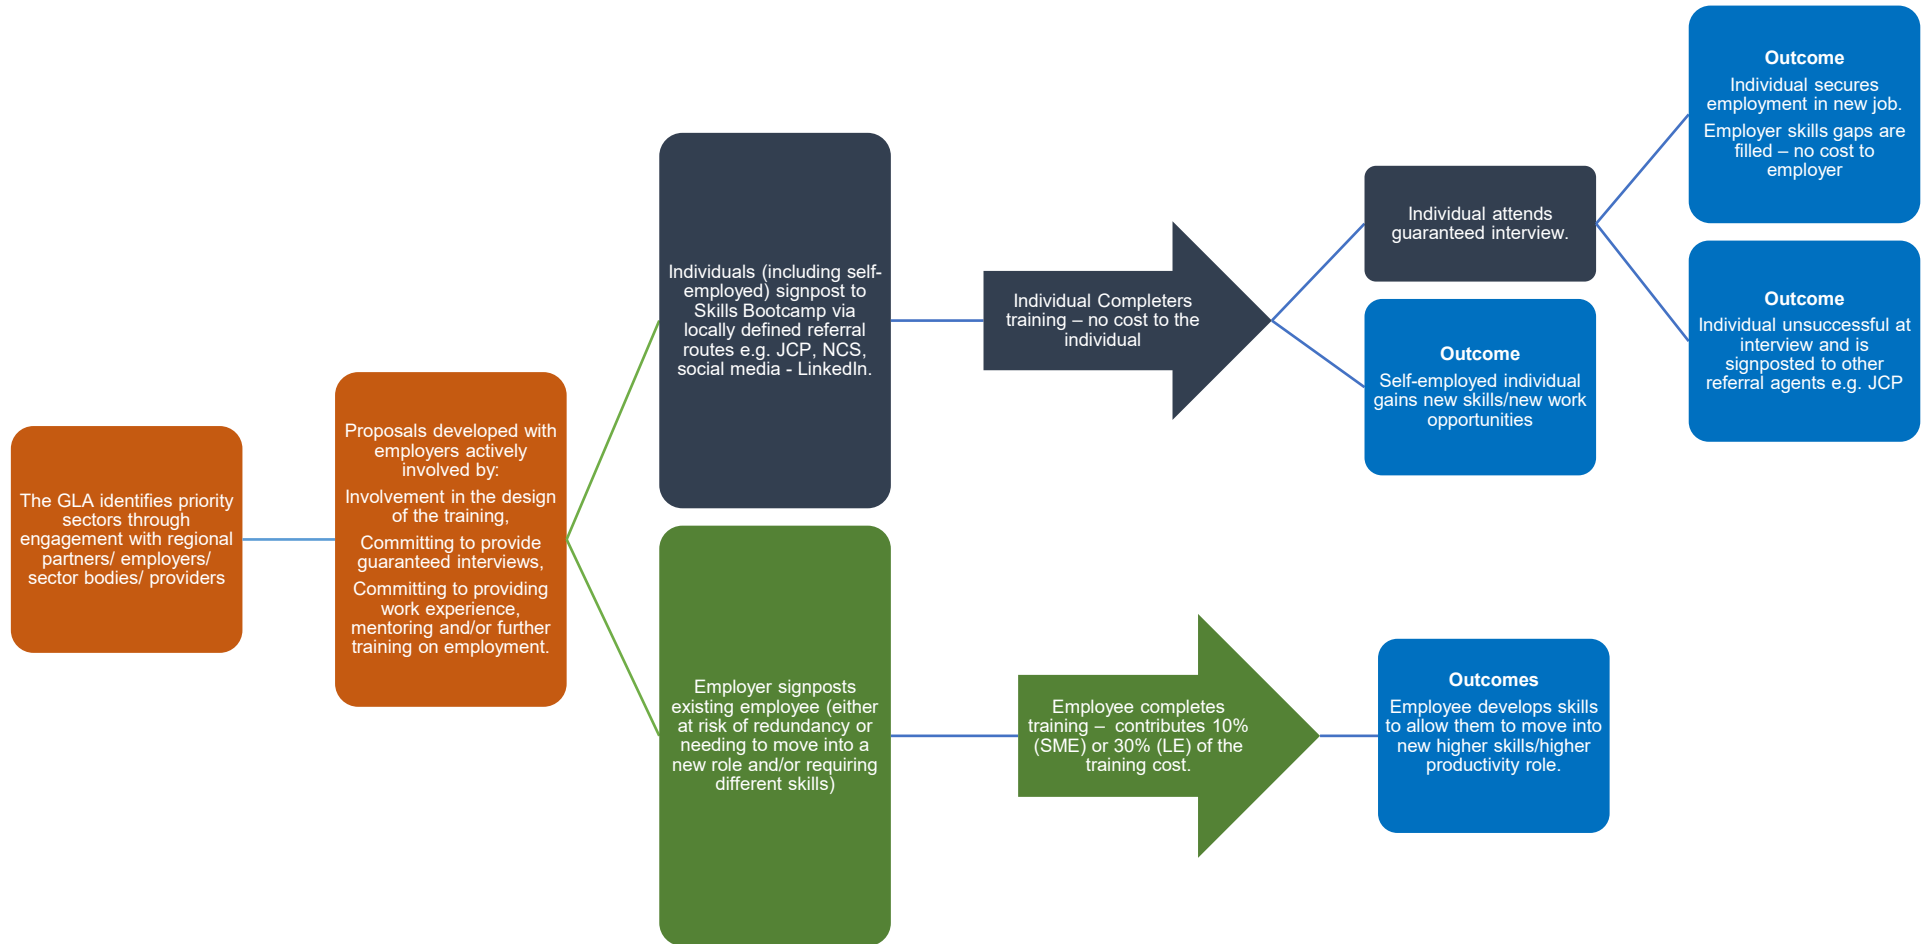 The GLA identifies priority
sectors through
engagement with regional
partners/ employers/
sector bodies/ providers
Proposals developed with
employers actively
involved by:
Involvement in the design
of the training,
Committing to provide
guaranteed interviews,
Committing to providing
work experience,
mentoring and/or further
training on employment.
Individuals (including self-
employed) signpost to
Skills Bootcamp via
locally defined referral
routes e.g. JCP, NCS,
social media - LinkedIn.
Individual Completers
training – no cost to the
individual
Individual attends
guaranteed interview.
Outcome
Individual secures
employment in new job.
Employer skills gaps are
filled – no cost to
employer
Outcome
Individual unsuccessful at
interview and is
signposted to other
referral agents e.g. JCP
Outcome
Self-employed individual
gains new skills/new work
opportunities
Employer signposts
existing employee (either
at risk of redundancy or
needing to move into a
new role and/or requiring
different skills)
Employee completes
training –  contributes 10%
(SME) or 30% (LE) of the
training cost.
Outcomes
Employee develops skills
to allow them to move into
new higher skills/higher
productivity role.